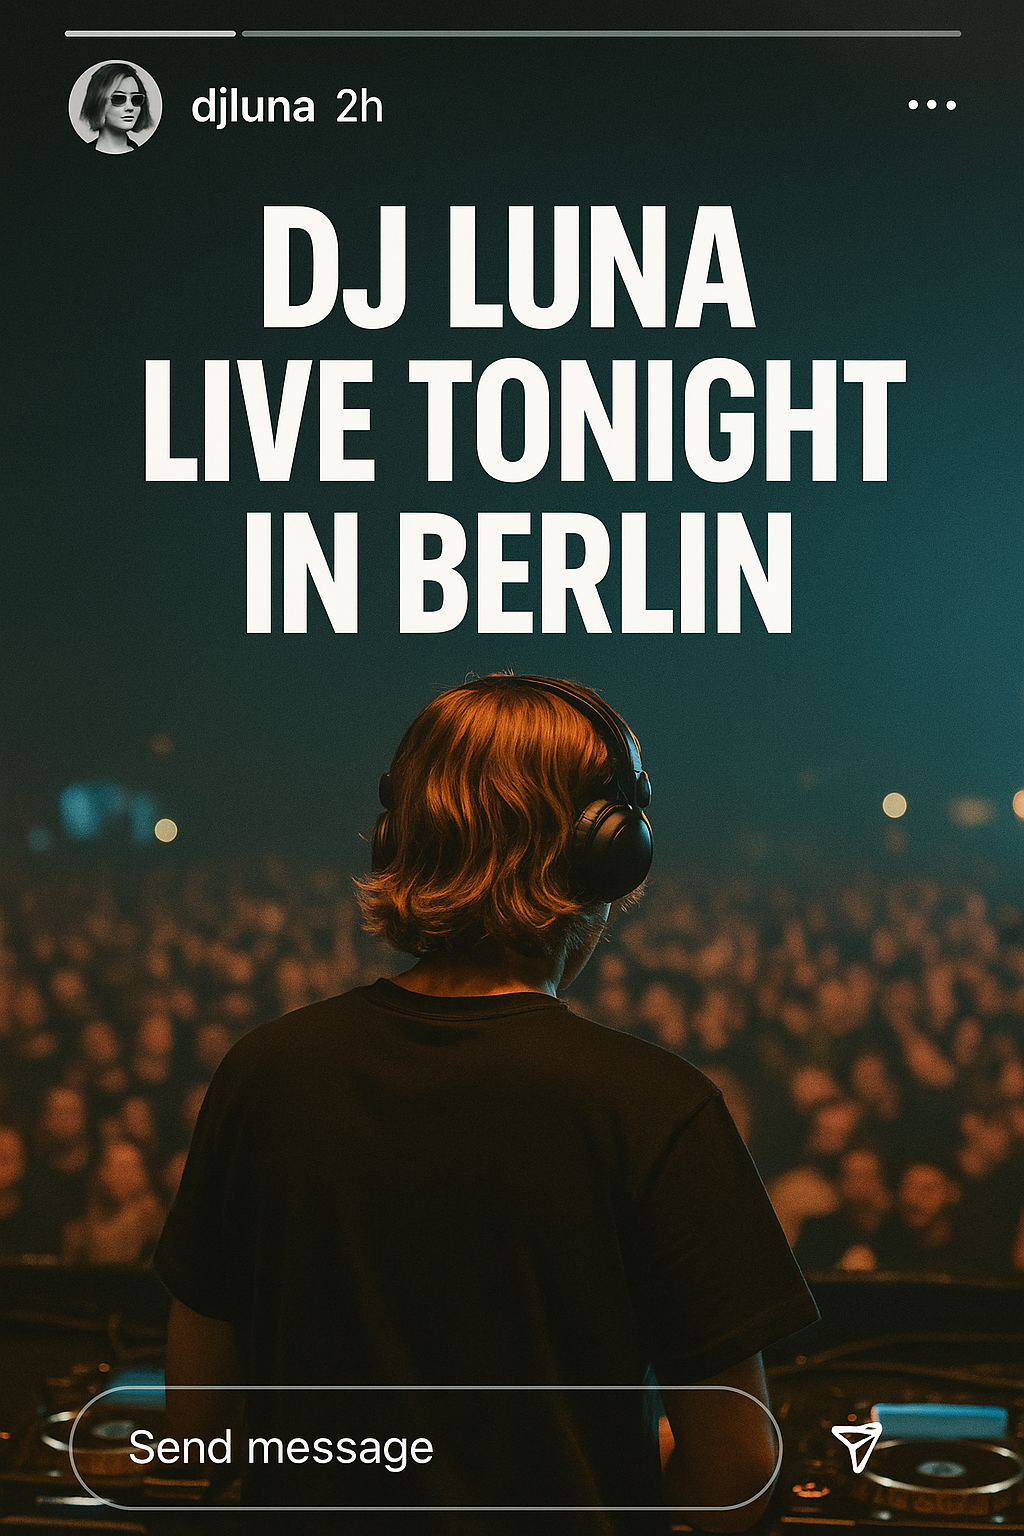 djluna 2h
DJ LUNA
LIVE TONIGHT
IN BERLIN
Send message